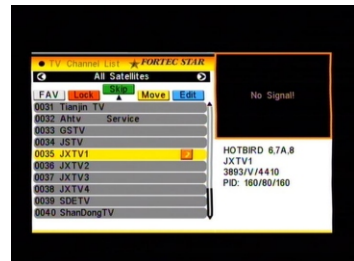 TV Channel List FORTEC STAR
All Satellites
FAV Lock Skip Move Edit
0031 Tianjin TV
0032 Ahtv Service
0033 GSTV
0034 JSTV
0035 JXTV1
0036 JXTV2
0037 JXTV3
0038 JXTV4
0039 SDETV
0040 ShanDongTV
No Signal!
HOTBIRD 6,7A,8
JXTV1
3893/V/4410
PID: 160/80/160